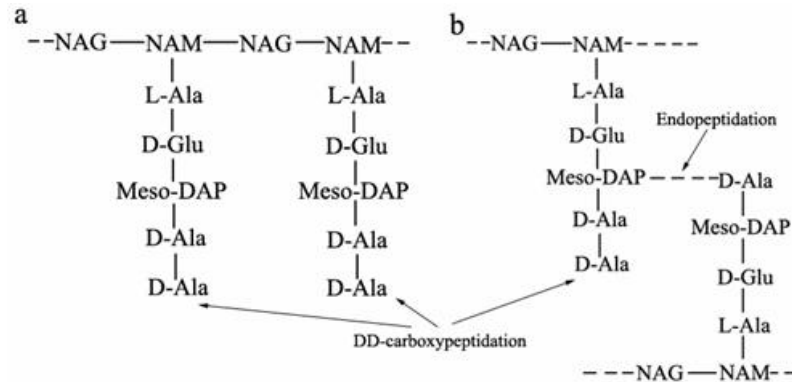 a
--NAG—NAM—NAG—NAM---
L-Ala L-Ala
D-Glu D-Glu
Meso-DAP Meso-DAP
D-Ala D-Ala
D-Ala D-Ala
b
---NAG—NAM-----
L-Ala
D-Glu
Endopeptidation
Meso-DAP----D-Ala
D-Ala
D-Ala
Meso-DAP
D-Glu
L-Ala
----NAG—NAM---
DD-carboxypeptidation